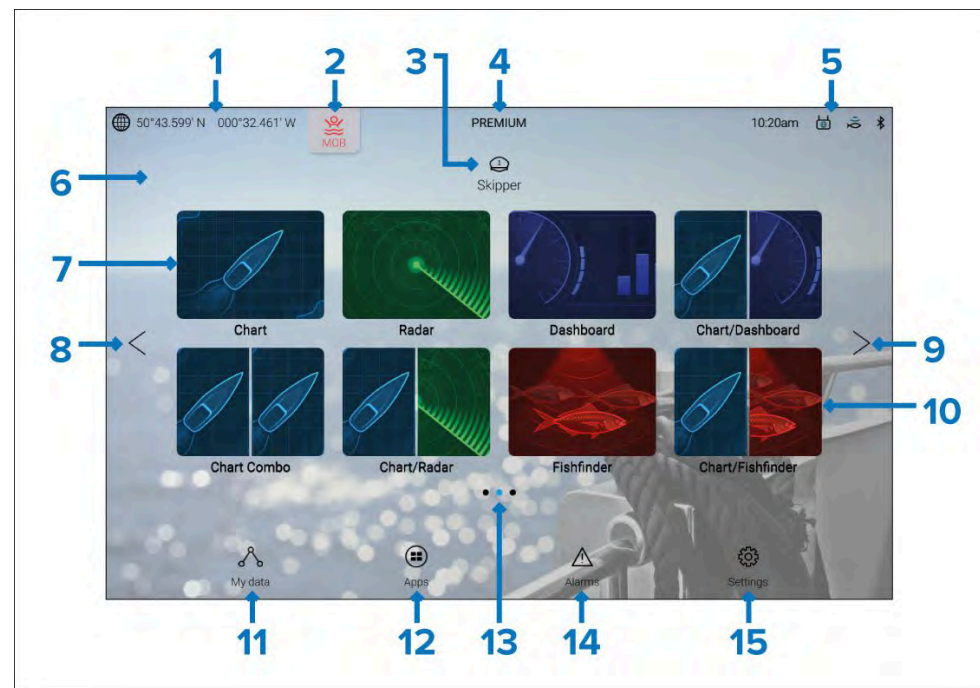 1 2 3 4 5
50°43.599' N 000°32.461' W MOB PREMIUM 10:20am
6 Skipper
7
Chart Radar Dashboard Chart/Dashboard
8 9
10
Chart Combo Chart/Radar Fishfinder Chart/Fishfinder
My data Apps Alarms Settings
11 12 13 14 15